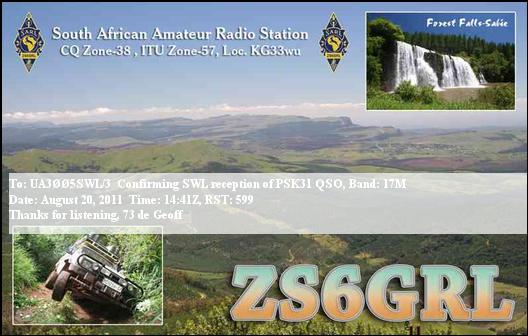 South African Amateur Radio Station
CQ Zone-38 , ITU Zone-57, Loc. KG33wu
Forest Falls-Sabie
To: UA3ØØ5SWL/3 Confirming SWL reception of PSK31 QSO, Band: 17M
Date: August 20, 2011 Time: 14:41Z, RST: 599
Thanks for listening, 73 de Geoff
ZS6GRL